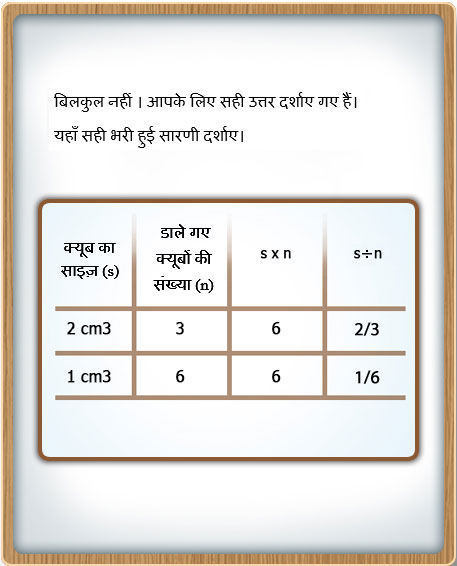 बिलकुल नहीं । आपके लिए सही उत्तर दर्शाए गए हैं।
यहाँ सही भरी हुई सारणी दर्शाए।
क्यूब का साइज़ (s) डाले गए क्यूबों की संख्या (n) s x n s÷n
2 cm3 3 6 2/3
1 cm3 6 6 1/6